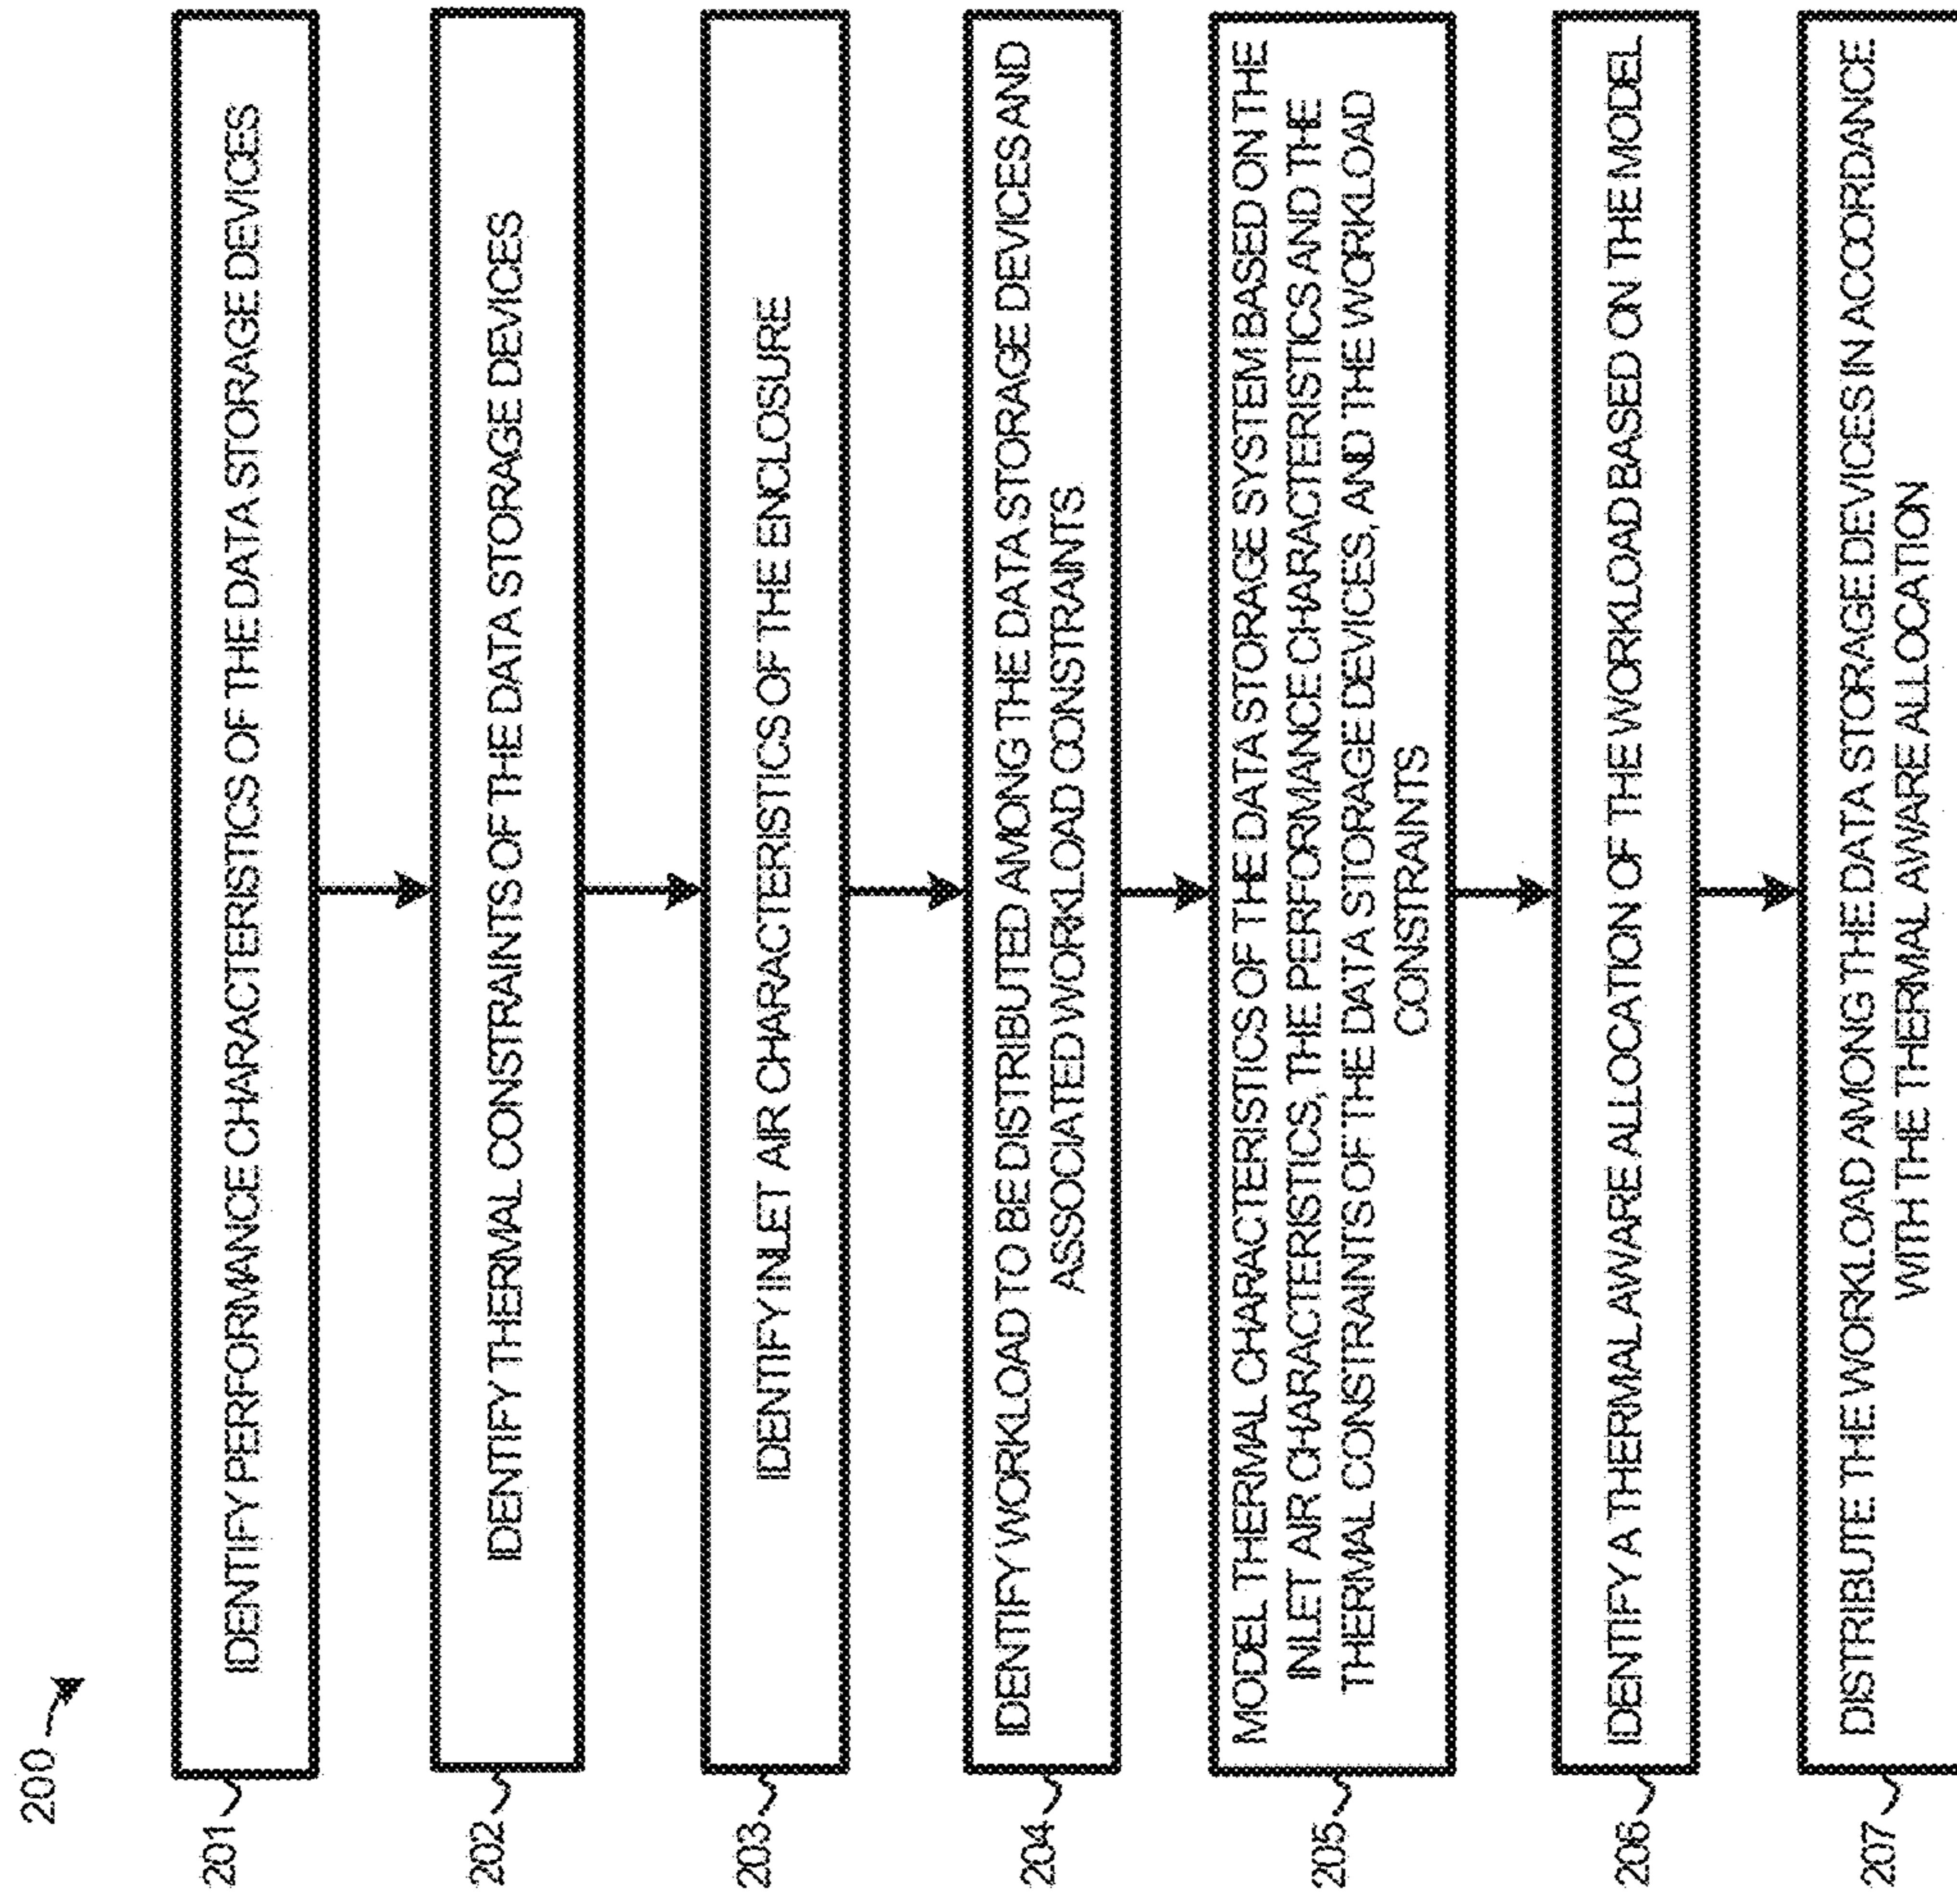 200
201
IDENTIFY PERFORMANCE CHARACTERISTICS OF THE DATA STORAGE DEVICES
202
IDENTIFY THERMAL CONSTRAINTS OF THE DATA STORAGE DEVICES
203
IDENTIFY INLET AIR CHARACTERISTICS OF THE ENCLOSURE
204
IDENTIFY WORKLOAD TO BE DISTRIBUTED AMONG THE DATA STORAGE DEVICES AND
ASSOCIATED WORKLOAD CONSTRAINTS
205
MODEL THERMAL CHARACTERISTICS OF THE DATA STORAGE SYSTEM BASED ON THE
INLET AIR CHARACTERISTICS, THE PERFORMANCE CHARACTERISTICS AND THE
THERMAL CONSTRAINTS OF THE DATA STORAGE DEVICES, AND THE WORKLOAD
CONSTRAINTS
206
IDENTIFY A THERMAL AWARE ALLOCATION OF THE WORKLOAD BASED ON THE MODEL
207
DISTRIBUTE THE WORKLOAD AMONG THE DATA STORAGE DEVICES IN ACCORDANCE
WITH THE THERMAL AWARE ALLOCATION